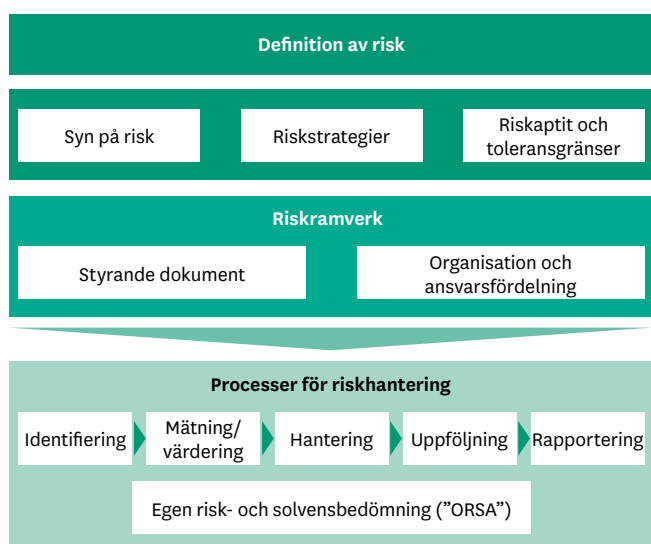 Definition av risk
Syn på risk
Riskstrategier
Riskaptit och
toleransgränser
Riskramverk
Styrande dokument
Organisation och
ansvarsfördelning
Processer för riskhantering
Identifiering
Mätning/
värdering
Hantering
Uppföljning
Rapportering
Egen risk- och solvensbedömning (”ORSA”)